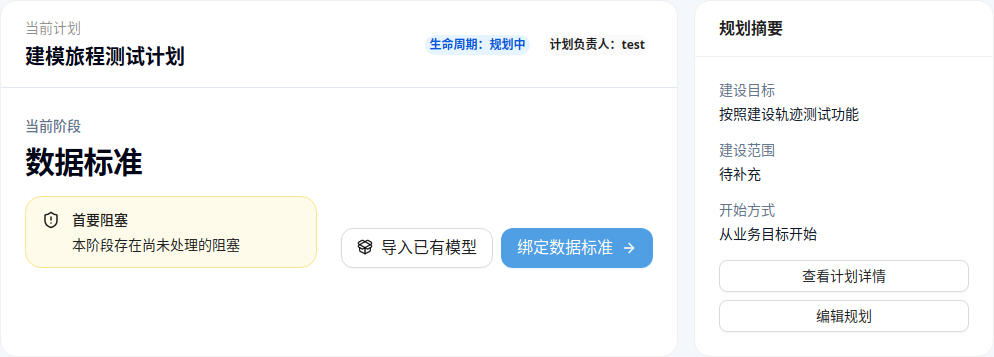 当前计划
建模旅程测试计划
生命周期：规划中
计划负责人：test
当前阶段
数据标准
首要阻塞
本阶段存在尚未处理的阻塞
导入已有模型
绑定数据标准
规划摘要
建设目标
按照建设轨迹测试功能
建设范围
待补充
开始方式
从业务目标开始
查看计划详情
编辑规划